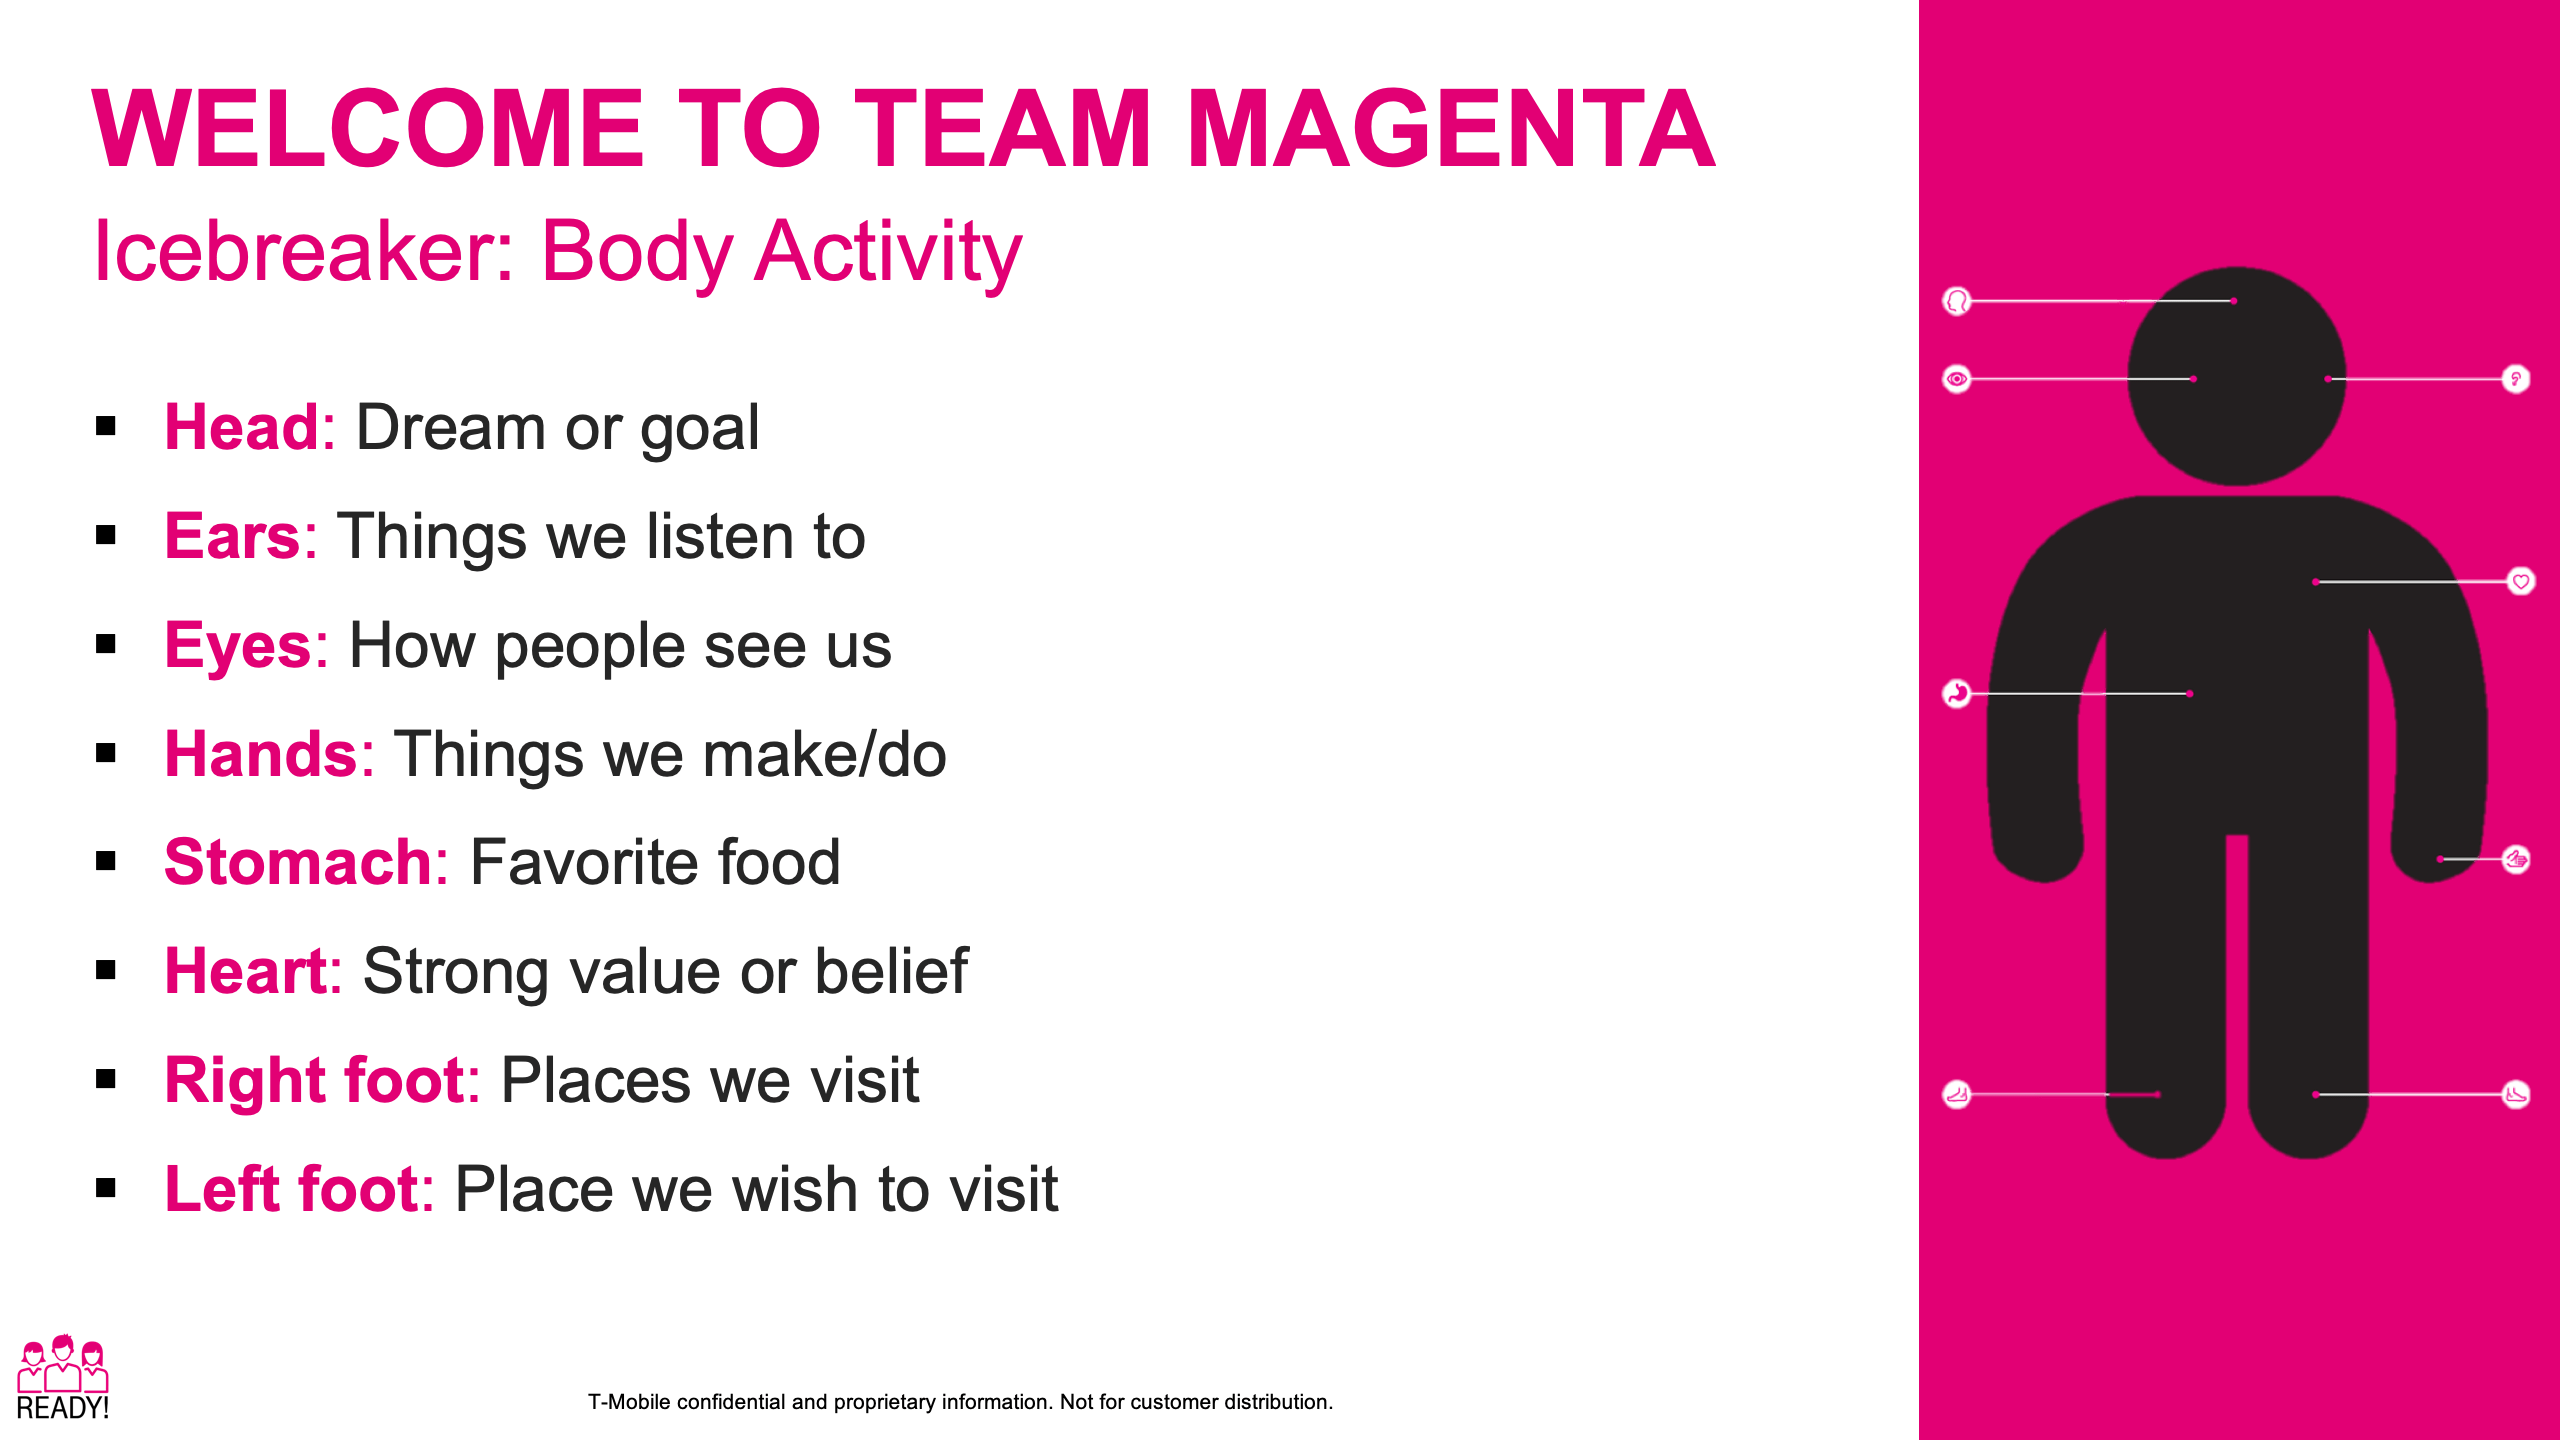 WELCOME TO TEAM MAGENTA
Icebreaker: Body Activity
▪ Head: Dream or goal
▪ Ears: Things we listen to
▪ Eyes: How people see us
▪ Hands: Things we make/do
▪ Stomach: Favorite food
▪ Heart: Strong value or belief
▪ Right foot: Places we visit
▪ Left foot: Place we wish to visit
READY!
T-Mobile confidential and proprietary information. Not for customer distribution.